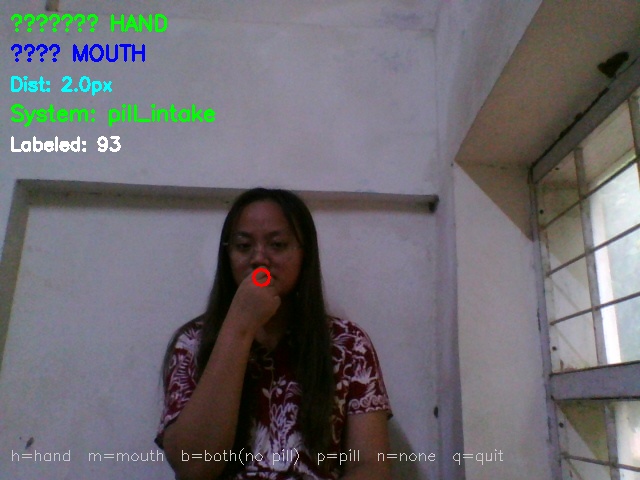 ??????? HAND
???? MOUTH
Dist: 2.0px
System: pill_intake
Labeled: 93
h=hand m=mouth b=both(no pill) p=pill n=none q=quit